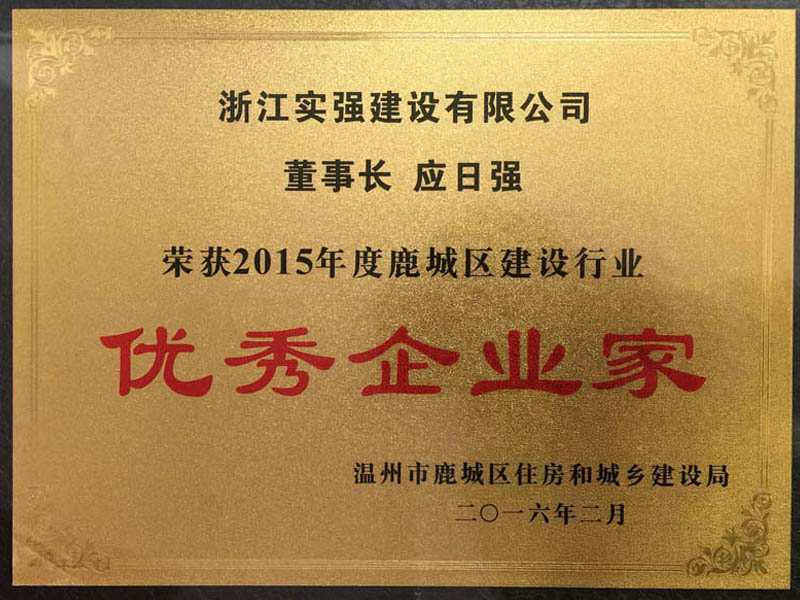 浙江实强建设有限公司
董事长 应日强
荣获2015年度鹿城区建设行业
优秀企业家
温州市鹿城区住房和城乡建设局
二〇一六年二月